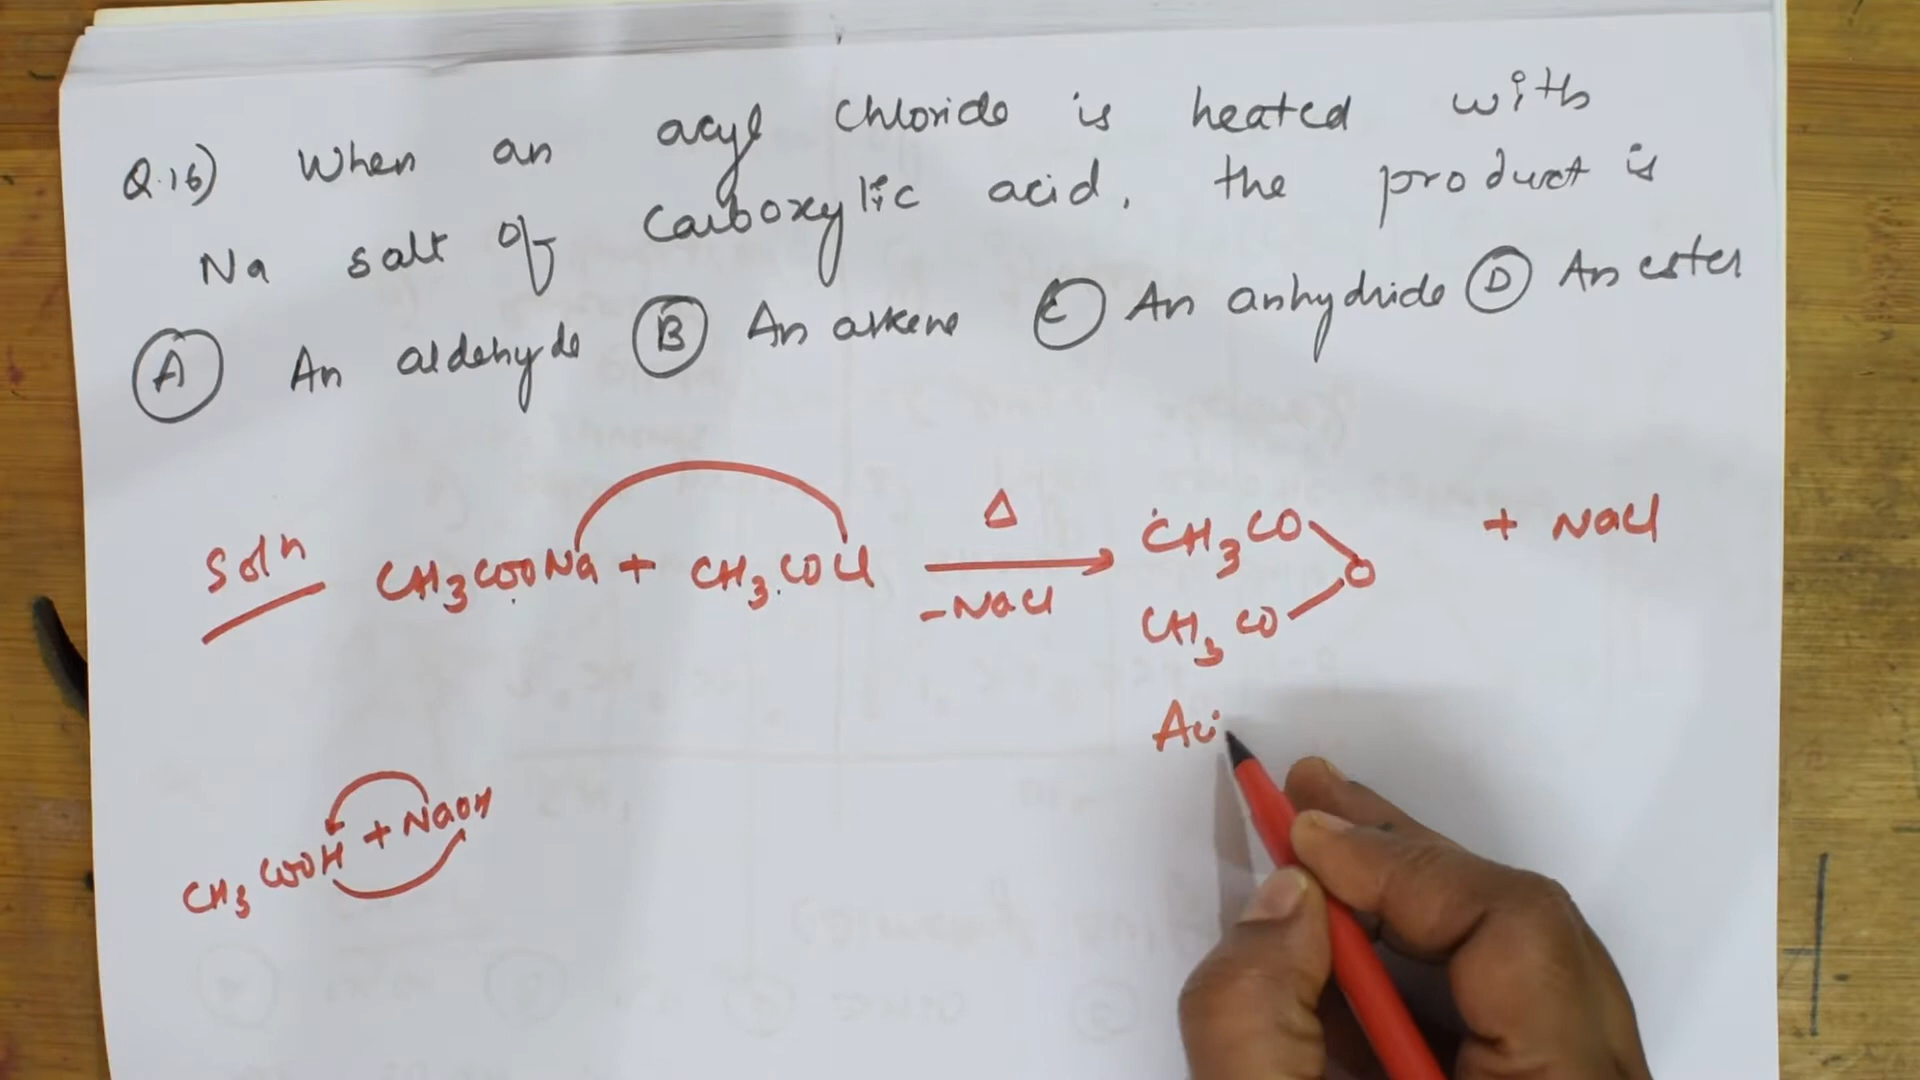 Q.16) When an acyl chloride is heated with
Na salt of Carboxylic acid, the product is
A An aldehyde B An alkene C An anhydride D An ester
Soln CH3COONa + CH3COCl Δ -NaCl CH3CO O CH3CO + NaCl
Aci
CH3COOH + NaOH